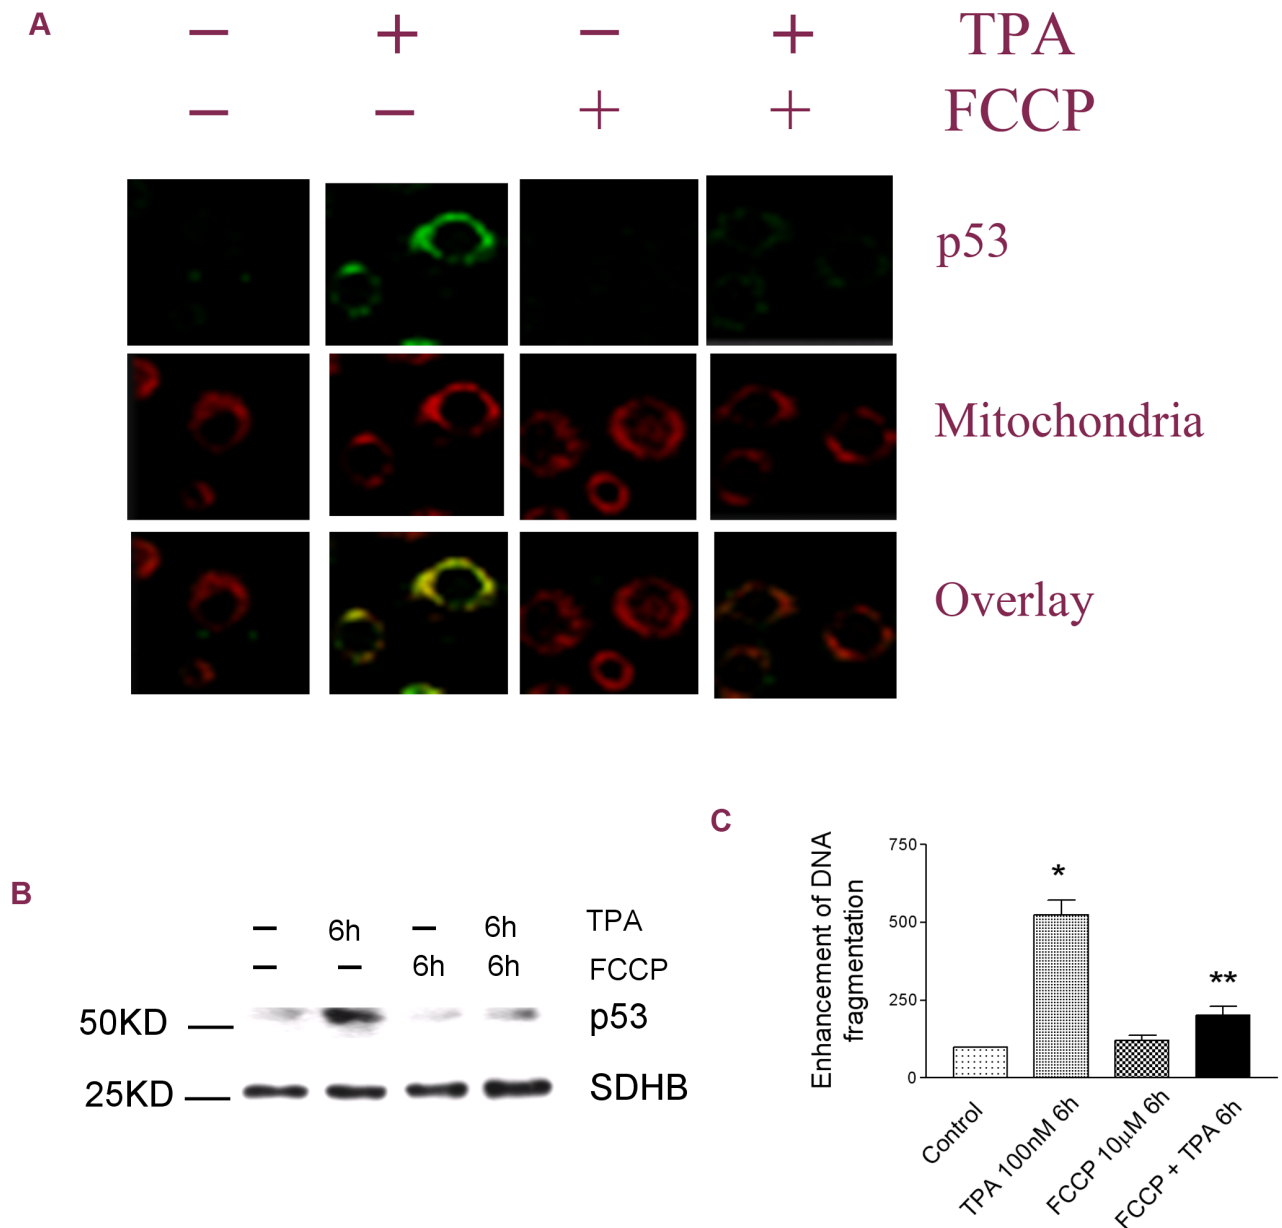 A
− + − + TPA
− − + + FCCP
p53
Mitochondria
Overlay
B
− 6h − 6h TPA
− − 6h 6h FCCP
50KD p53
25KD SDHB
C
Enhancement of DNA
fragmentation
750
500
250
0
*
**
Control
TPA 100nM 6h
FCCP 10µM 6h
FCCP + TPA 6h